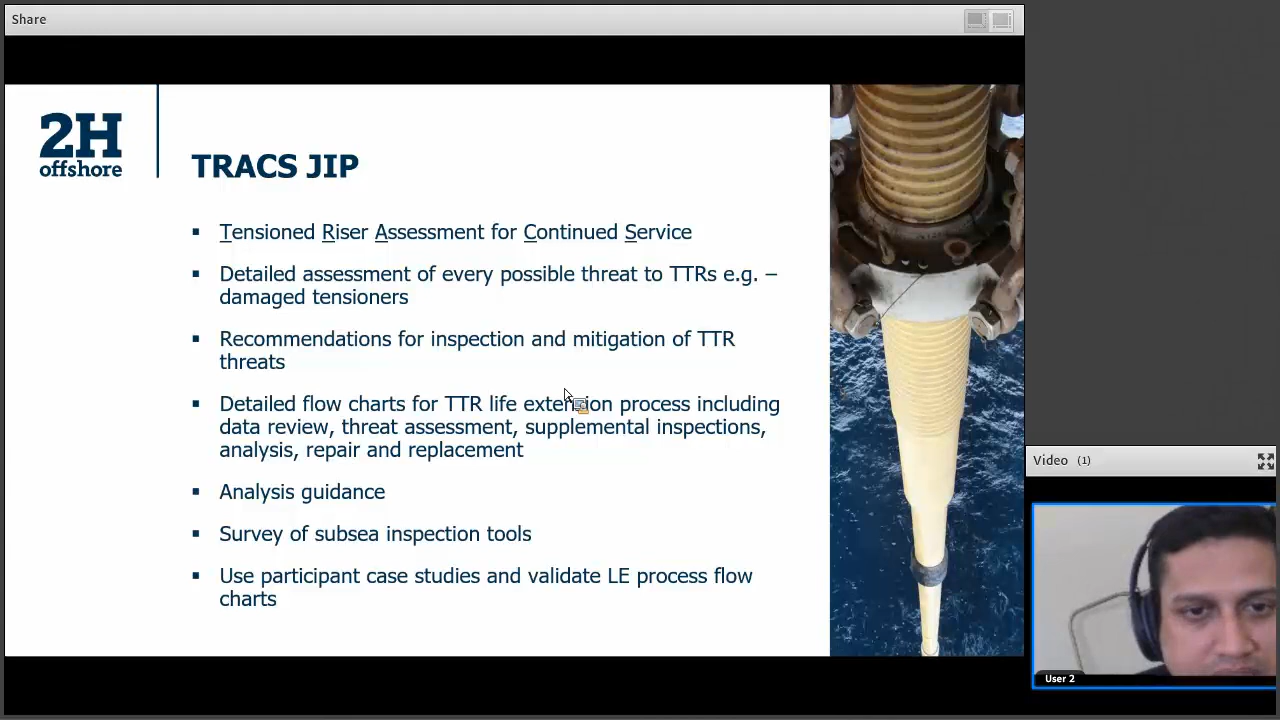 Share
2H
offshore
TRACS JIP
▪ Tensioned Riser Assessment for Continued Service
▪ Detailed assessment of every possible threat to TTRs e.g. –
damaged tensioners
▪ Recommendations for inspection and mitigation of TTR
threats
▪ Detailed flow charts for TTR life extension process including
data review, threat assessment, supplemental inspections,
analysis, repair and replacement
▪ Analysis guidance
▪ Survey of subsea inspection tools
▪ Use participant case studies and validate LE process flow
charts
Video (1)
User 2